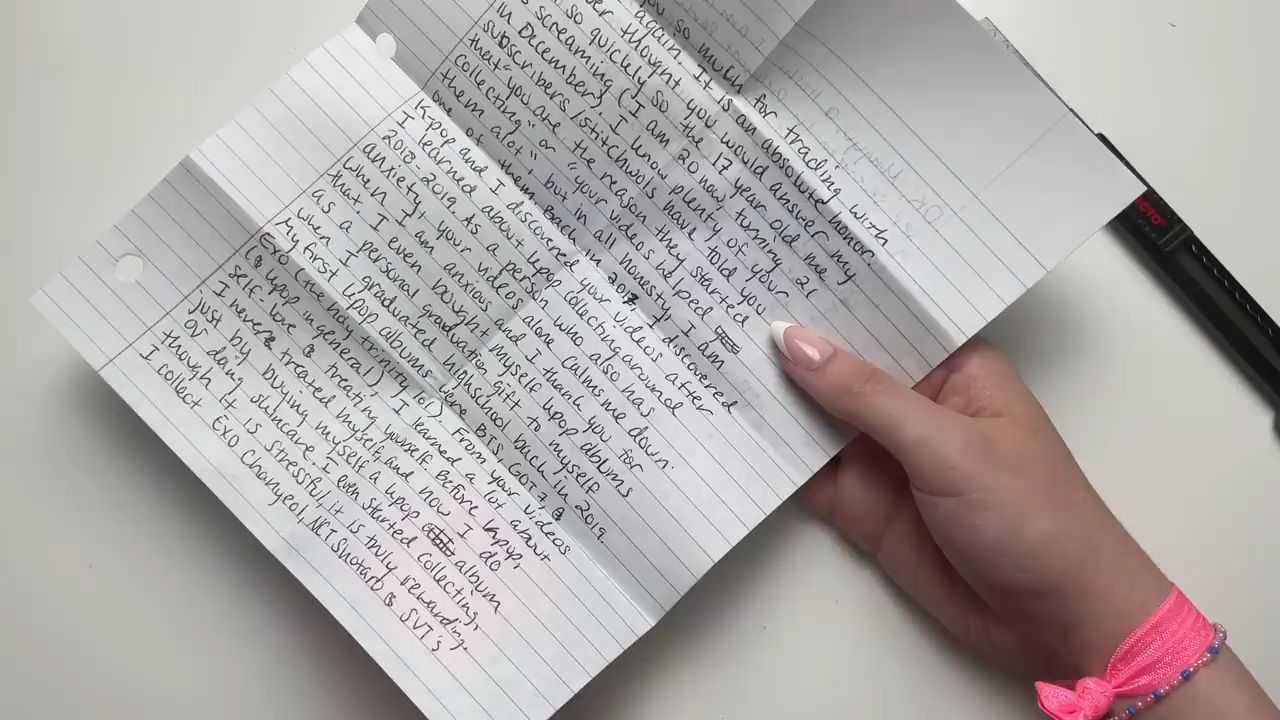 you so much for trading with
again. It is an absolute honor.
thought you would answer me
so quickly so the 17 year old me
is screaming (I am 20 now, turning 21
in December). I know plenty of your
subscribers/stitchwols have told you
that "you are the reason they started
collecting" or "your videos helped
them alot" but in all honesty, I am
one of them. Back in I discovered
K-pop and I discovered your videos after
I learned about kpop collecting around
2018-2019. As a person who also has
anxiety, your videos alone calms me down
when I am anxious and I thank you for
that. I even bought myself kpop albums
as a personal graduation gift to myself
when I graduated highschool back in 2019.
My first kpop albums were BTS, GOT7, &
EXO (the holy trinity lol). From your videos
(& kpop in general), I learned a lot about
self-love & treating yourself. Before kpop,
I never treated myself and now I do
just by buying myself a kpop album
or doing skincare. I even started collecting,
though it is stressful, it is truly rewarding.
I collect EXO Chanyeol, NCT Shotaro & SVT's
XACTO